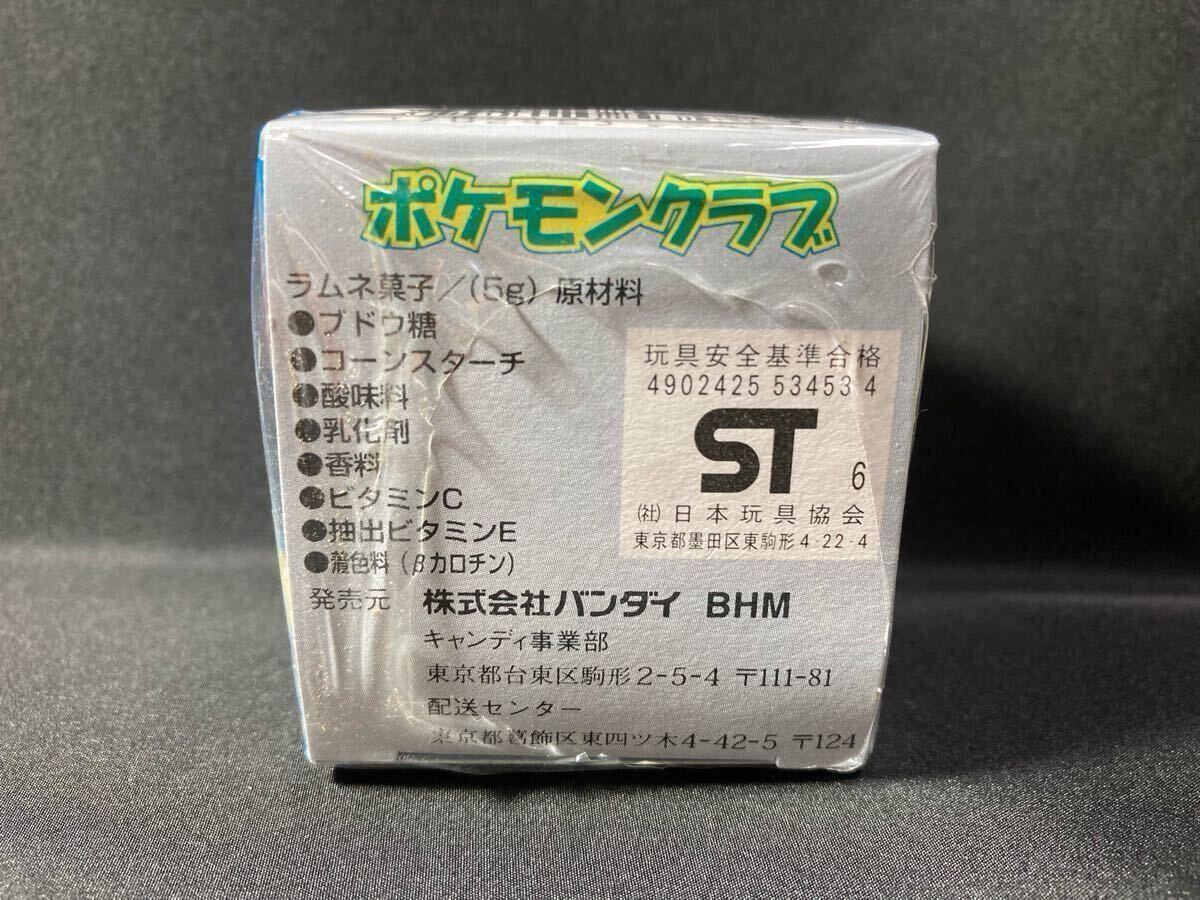 ポケモンクラブ
ラムネ菓子/(5g) 原材料
●ブドウ糖
●コーンスターチ
●酸味料
●乳化剤
●香料
●ビタミンC
●抽出ビタミンE
●着色料(βカロチン)
玩具安全基準合格
4902425 53453 4
ST 6
(社)日本玩具協会
東京都墨田区東駒形4-22-4
発売元 株式会社バンダイ BHM
キャンディ事業部
東京都台東区駒形2-5-4 〒111-81
配送センター
東京都葛飾区東四ツ木4-42-5 〒124